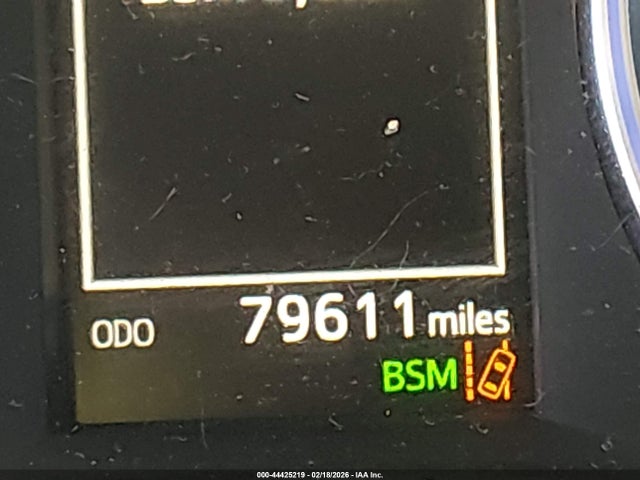 ODO 79611 miles
BSM
000-44425219 - 02/18/2026 - IAA Inc.